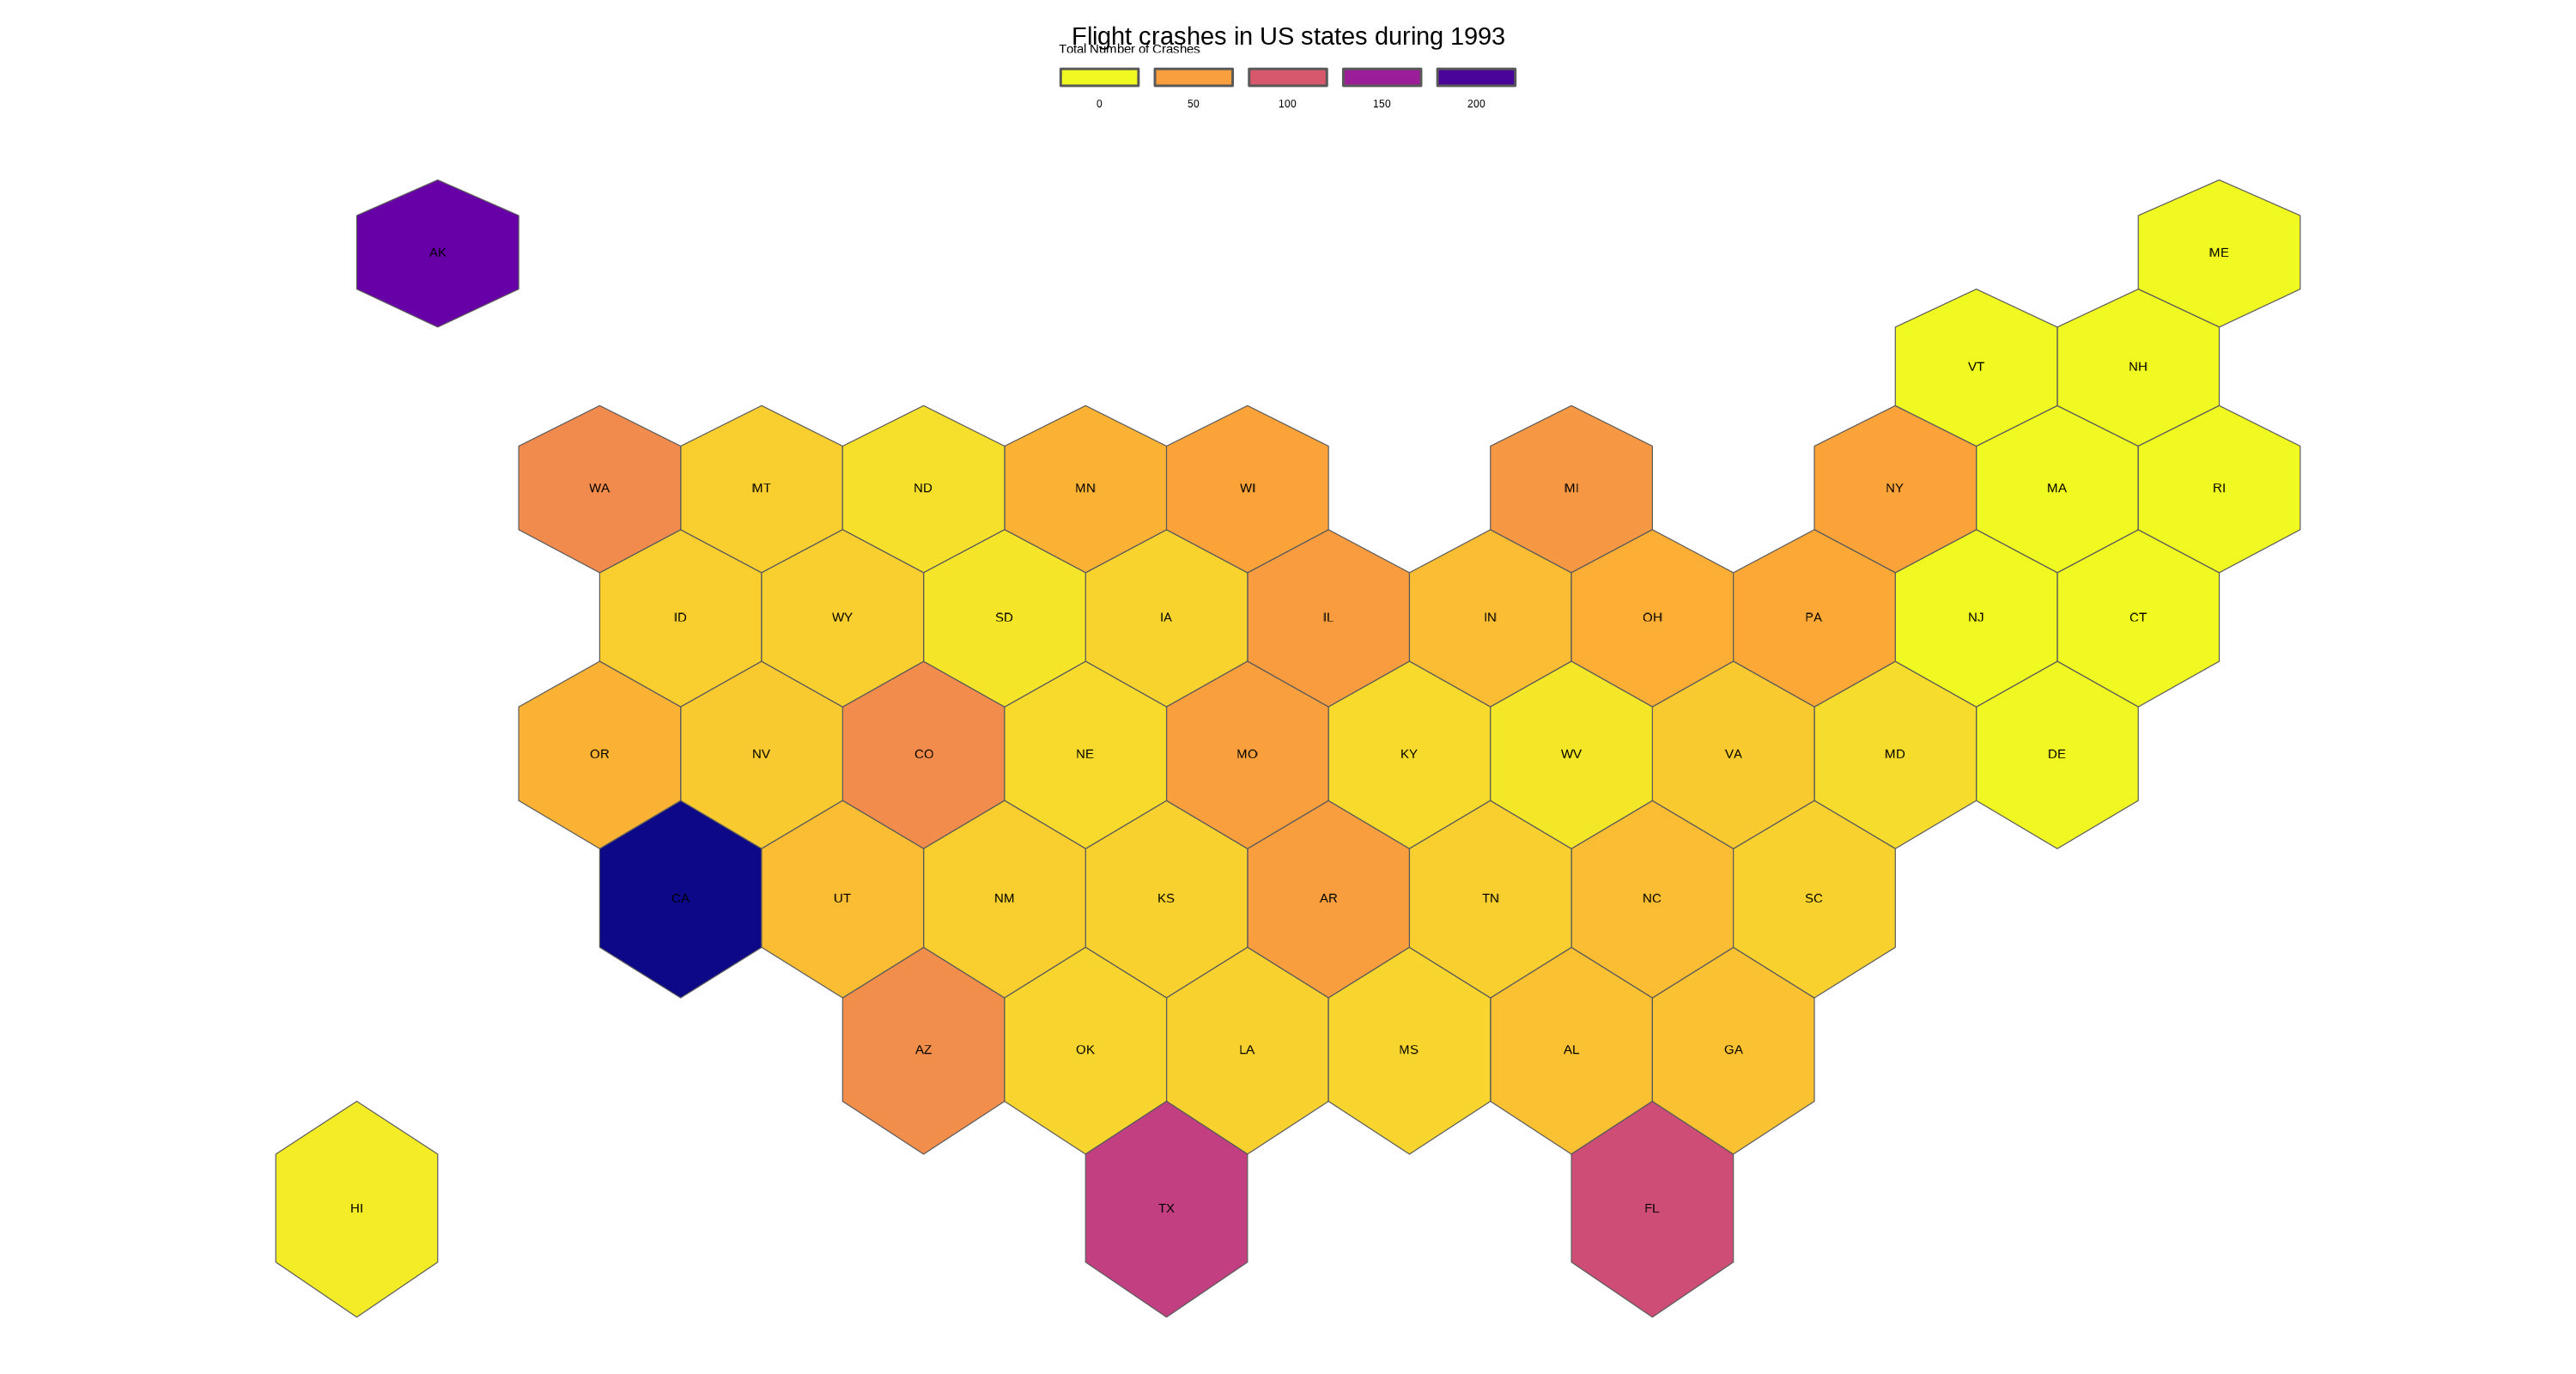 Flight crashes in US states during 1993
Total Number of Crashes
0 50 100 150 200
AK ME
VT NH
WA MT ND MN WI MI NY MA RI
ID WY SD IA IL IN OH PA NJ CT
OR NV CO NE MO KY WV VA MD DE
CA UT NM KS AR TN NC SC
AZ OK LA MS AL GA
HI TX FL